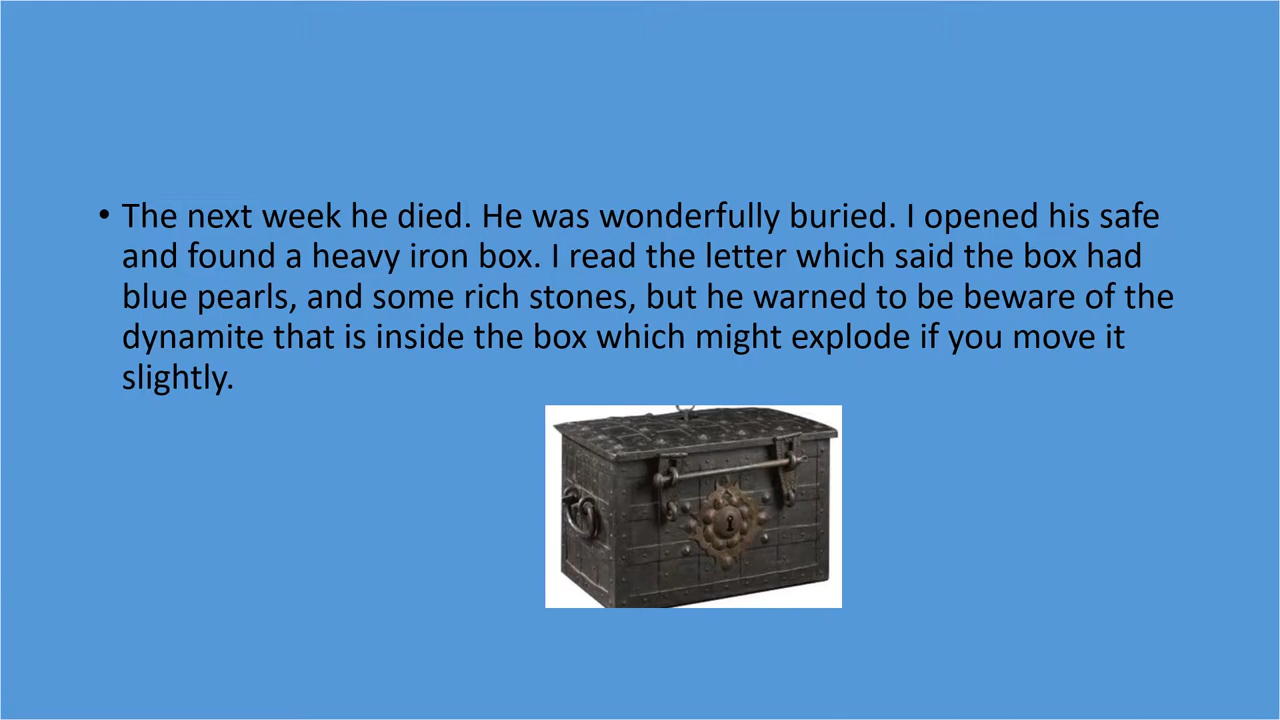 • The next week he died. He was wonderfully buried. I opened his safe
and found a heavy iron box. I read the letter which said the box had
blue pearls, and some rich stones, but he warned to be beware of the
dynamite that is inside the box which might explode if you move it
slightly.